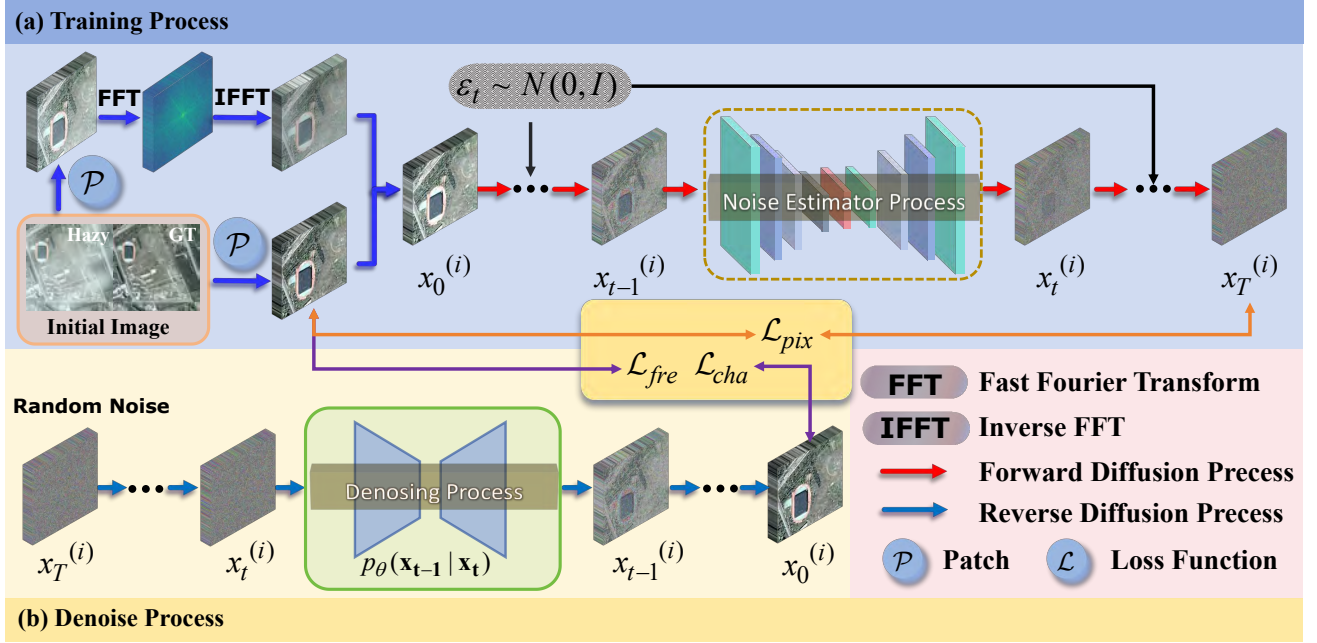 (a) Training Process
FFT
IFFT
𝒫
ε_t ~ N(0, I)
Noise Estimator Process
Hazy
GT
Initial Image
𝒫
x_0^(i)
x_{t−1}^(i)
x_t^(i)
x_T^(i)
ℒ_pix
ℒ_fre ℒ_cha
FFT Fast Fourier Transform
IFFT Inverse FFT
Forward Diffusion Precess
Reverse Diffusion Precess
𝒫 Patch
ℒ Loss Function
Random Noise
Denosing Process
p_θ(x_{t−1} | x_t)
x_T^(i)
x_t^(i)
x_{t−1}^(i)
x_0^(i)
(b) Denoise Process